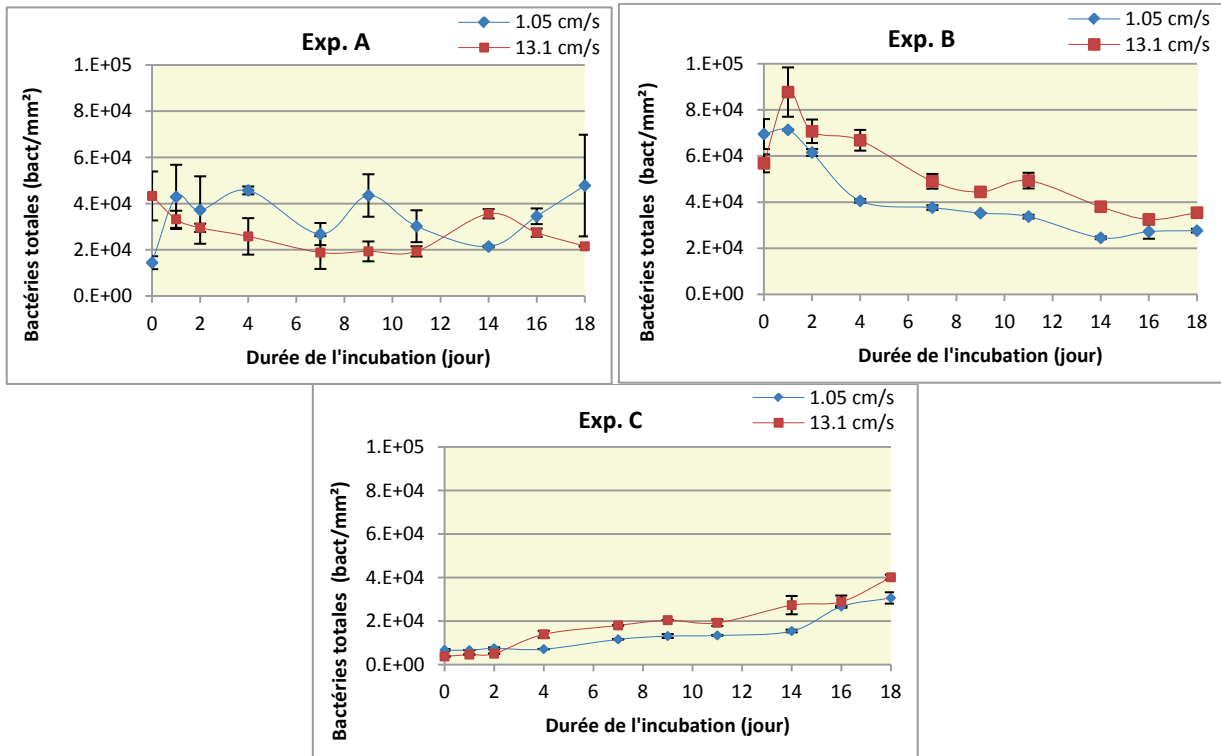 1.05 cm/s
13.1 cm/s
Exp. A
Bactéries totales (bact/mm²)
1.E+05
8.E+04
6.E+04
4.E+04
2.E+04
0.E+00
0 2 4 6 8 10 12 14 16 18
Durée de l'incubation (jour)
1.05 cm/s
13.1 cm/s
Exp. B
Bactéries totales (bact/mm²)
1.E+05
8.E+04
6.E+04
4.E+04
2.E+04
0.E+00
0 2 4 6 8 10 12 14 16 18
Durée de l'incubation (jour)
1.05 cm/s
13.1 cm/s
Exp. C
Bactéries totales (bact/mm²)
1.E+05
8.E+04
6.E+04
4.E+04
2.E+04
0.E+00
0 2 4 6 8 10 12 14 16 18
Durée de l'incubation (jour)